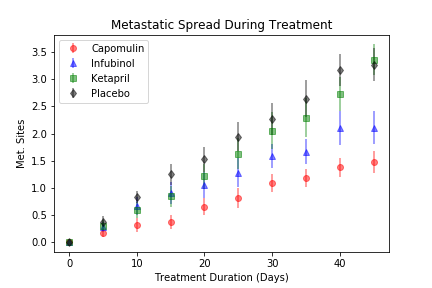 Metastatic Spread During Treatment
Capomulin
Infubinol
Ketapril
Placebo
Met. Sites
3.5
3.0
2.5
2.0
1.5
1.0
0.5
0.0
0 10 20 30 40
Treatment Duration (Days)